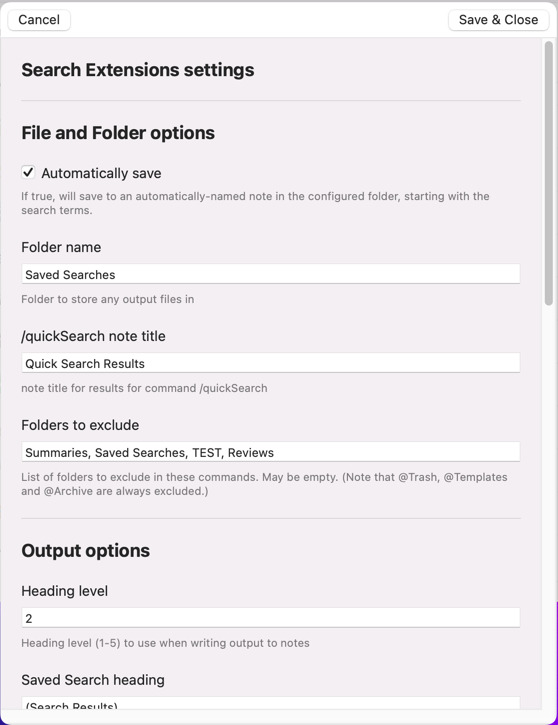 Cancel
Save & Close
Search Extensions settings
File and Folder options
Automatically save
If true, will save to an automatically-named note in the configured folder, starting with the
search terms.
Folder name
Saved Searches
Folder to store any output files in
/quickSearch note title
Quick Search Results
note title for results for command /quickSearch
Folders to exclude
Summaries, Saved Searches, TEST, Reviews
List of folders to exclude in these commands. May be empty. (Note that @Trash, @Templates
and @Archive are always excluded.)
Output options
Heading level
2
Heading level (1-5) to use when writing output to notes
Saved Search heading
(Search Results)